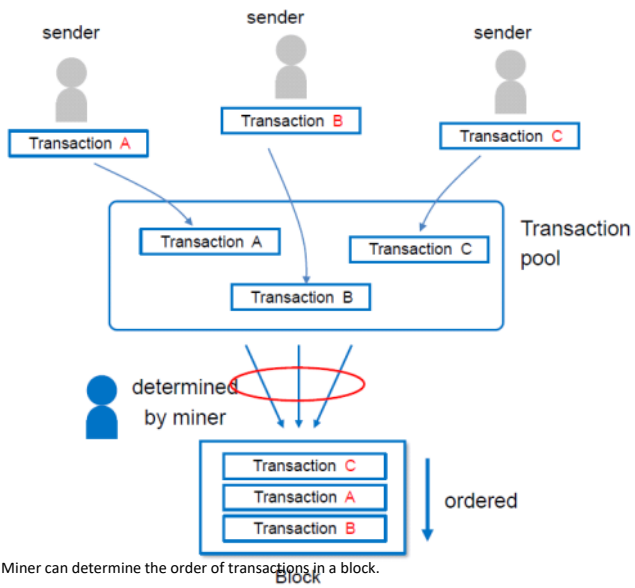 sender
sender
sender
Transaction A
Transaction B
Transaction C
Transaction A
Transaction C
Transaction B
Transaction
pool
determined
by miner
Transaction C
Transaction A
Transaction B
ordered
Miner can determine the order of transactions in a block.
Block